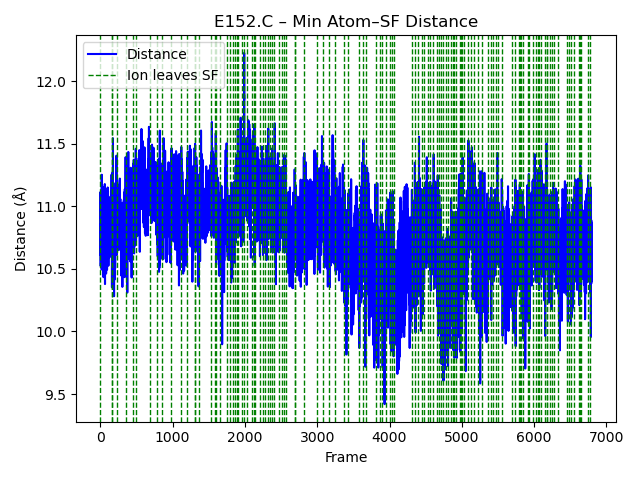 E152.C – Min Atom–SF Distance
Distance
Ion leaves SF
Distance (Å)
12.0
11.5
11.0
10.5
10.0
9.5
0 1000 2000 3000 4000 5000 6000 7000
Frame